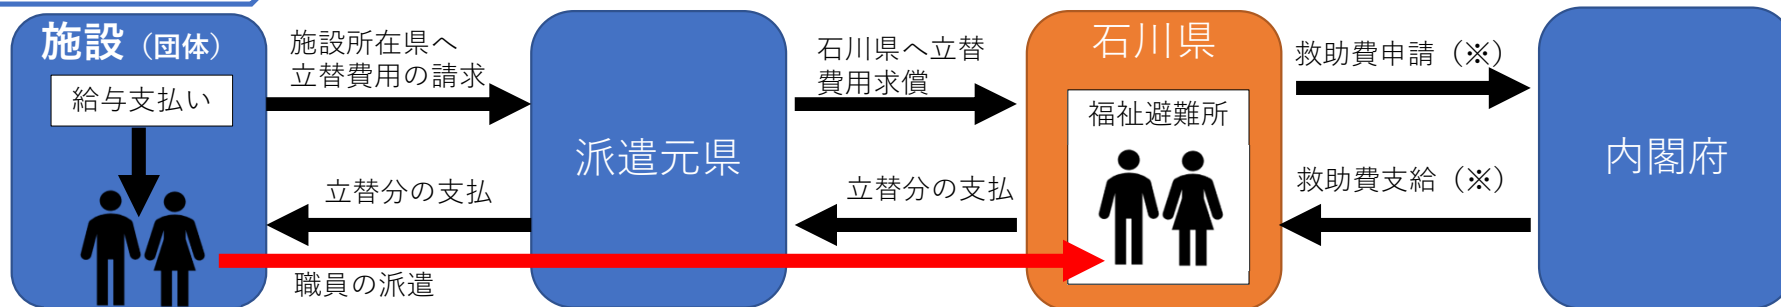 施設（団体）
給与支払い
施設所在県へ
立替費用の請求
立替分の支払
職員の派遣
派遣元県
石川県へ立替
費用求償
立替分の支払
石川県
福祉避難所
救助費申請（※）
救助費支給（※）
内閣府